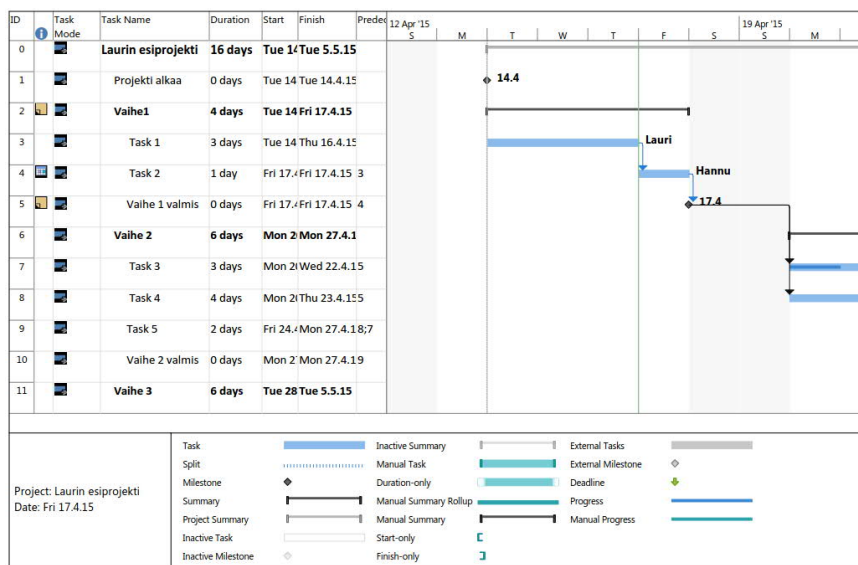 ID Task Mode Task Name Duration Start Finish Predec
12 Apr '15 19 Apr '15
S M T W T F S S M
0 Laurin esiprojekti 16 days Tue 14 Tue 5.5.15
1 Projekti alkaa 0 days Tue 14 Tue 14.4.15
14.4
2 Vaihe1 4 days Tue 14 Fri 17.4.15
3 Task 1 3 days Tue 14 Thu 16.4.15
Lauri
4 Task 2 1 day Fri 17.4 Fri 17.4.15 3
Hannu
5 Vaihe 1 valmis 0 days Fri 17.4 Fri 17.4.15 4
17.4
6 Vaihe 2 6 days Mon 20 Mon 27.4.1
7 Task 3 3 days Mon 20 Wed 22.4.15 5
8 Task 4 4 days Mon 20 Thu 23.4.15 5
9 Task 5 2 days Fri 24.4 Mon 27.4.1 8;7
10 Vaihe 2 valmis 0 days Mon 27 Mon 27.4.1 9
11 Vaihe 3 6 days Tue 28 Tue 5.5.15
Project: Laurin esiprojekti
Date: Fri 17.4.15
Task
Split
Milestone
Summary
Project Summary
Inactive Task
Inactive Milestone
Inactive Summary
Manual Task
Duration-only
Manual Summary Rollup
Manual Summary
Start-only
Finish-only
External Tasks
External Milestone
Deadline
Progress
Manual Progress